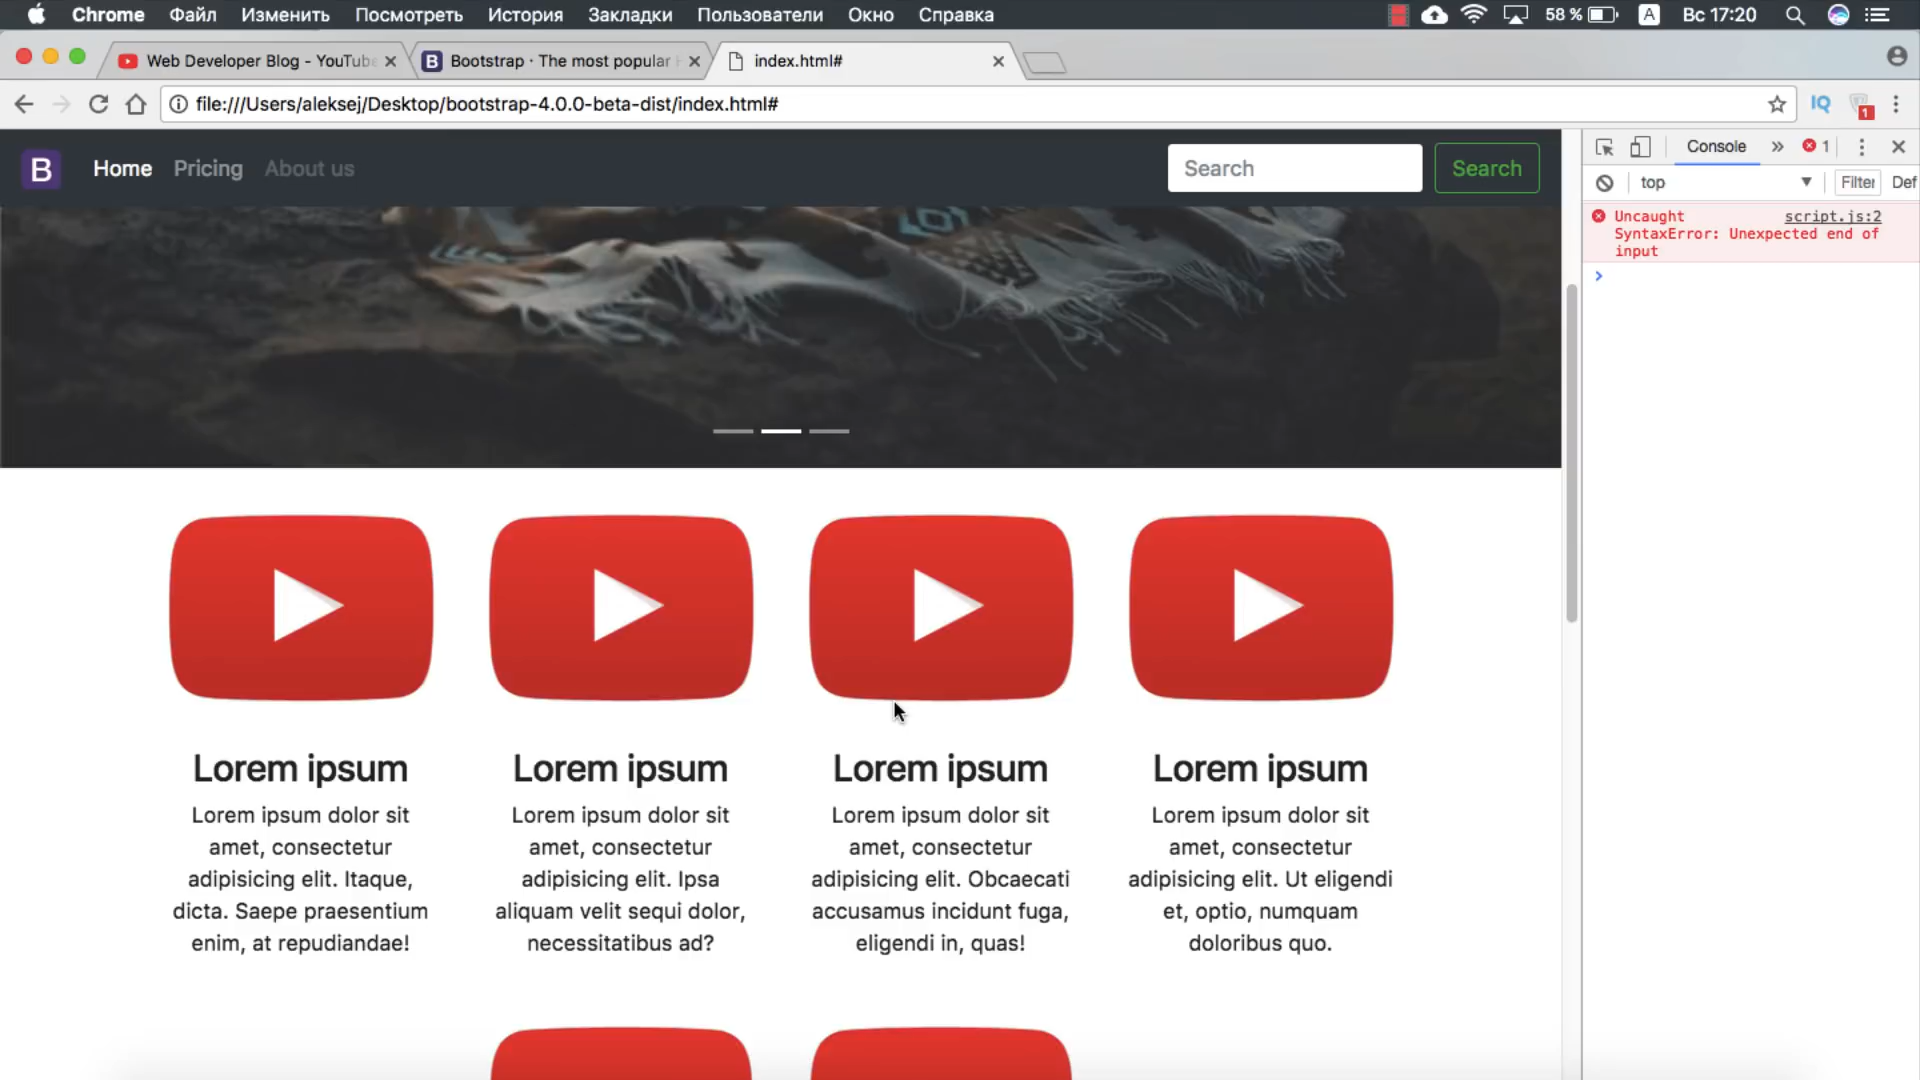 Chrome Файл Изменить Посмотреть История Закладки Пользователи Окно Справка 58 % A Вс 17:20
Web Developer Blog - YouTube
Bootstrap · The most popular
index.html#
file:///Users/aleksej/Desktop/bootstrap-4.0.0-beta-dist/index.html#
IQ
1
B Home Pricing About us Search Search
Console » 1
top Filter Def
Uncaught script.js:2
SyntaxError: Unexpected end of
input
Lorem ipsum
Lorem ipsum dolor sit
amet, consectetur
adipisicing elit. Itaque,
dicta. Saepe praesentium
enim, at repudiandae!
Lorem ipsum
Lorem ipsum dolor sit
amet, consectetur
adipisicing elit. Ipsa
aliquam velit sequi dolor,
necessitatibus ad?
Lorem ipsum
Lorem ipsum dolor sit
amet, consectetur
adipisicing elit. Obcaecati
accusamus incidunt fuga,
eligendi in, quas!
Lorem ipsum
Lorem ipsum dolor sit
amet, consectetur
adipisicing elit. Ut eligendi
et, optio, numquam
doloribus quo.